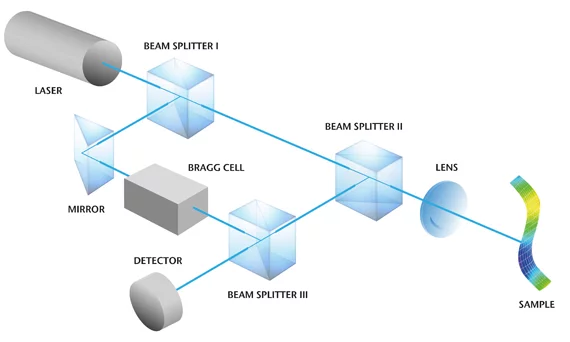 BEAM SPLITTER I
LASER
BEAM SPLITTER II
BRAGG CELL
LENS
MIRROR
DETECTOR
BEAM SPLITTER III
SAMPLE